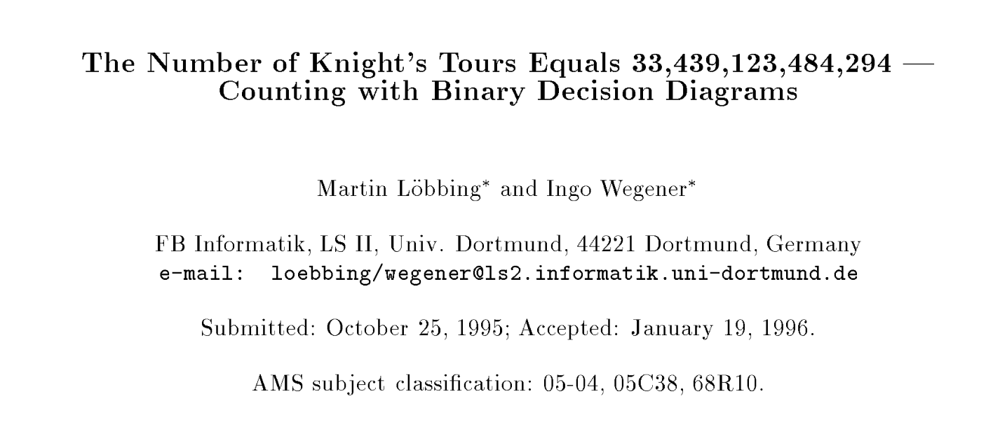 The Number of Knight's Tours Equals 33,439,123,484,294 —
Counting with Binary Decision Diagrams
Martin Löbbing* and Ingo Wegener*
FB Informatik, LS II, Univ. Dortmund, 44221 Dortmund, Germany
e-mail: loebbing/wegener@ls2.informatik.uni-dortmund.de
Submitted: October 25, 1995; Accepted: January 19, 1996.
AMS subject classification: 05-04, 05C38, 68R10.